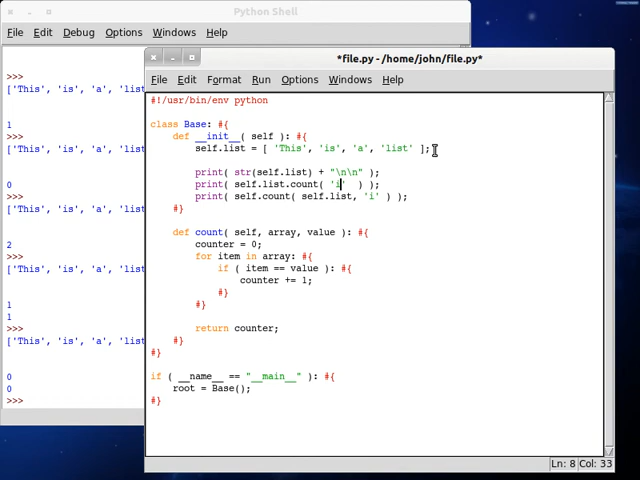 Python Shell
File Edit Debug Options Windows Help
>>>
['This', 'is', 'a', 'list
1
>>>
['This', 'is', 'a', 'list
0
>>>
['This', 'is', 'a', 'list
2
>>>
['This', 'is', 'a', 'list
1
1
>>>
['This', 'is', 'a', 'list
0
0
>>>
*file.py - /home/john/file.py*
File Edit Format Run Options Windows Help
#!/usr/bin/env python
class Base: #{
def __init__( self ): #{
self.list = [ 'This', 'is', 'a', 'list' ];
print( str(self.list) + "\n\n" );
print( self.list.count( 'i' ) );
print( self.count( self.list, 'i' ) );
#}
def count( self, array, value ): #{
counter = 0;
for item in array: #{
if ( item == value ): #{
counter += 1;
#}
#}
return counter;
#}
#}
if ( __name__ == "__main__" ): #{
root = Base();
#}
Ln: 8 Col: 33